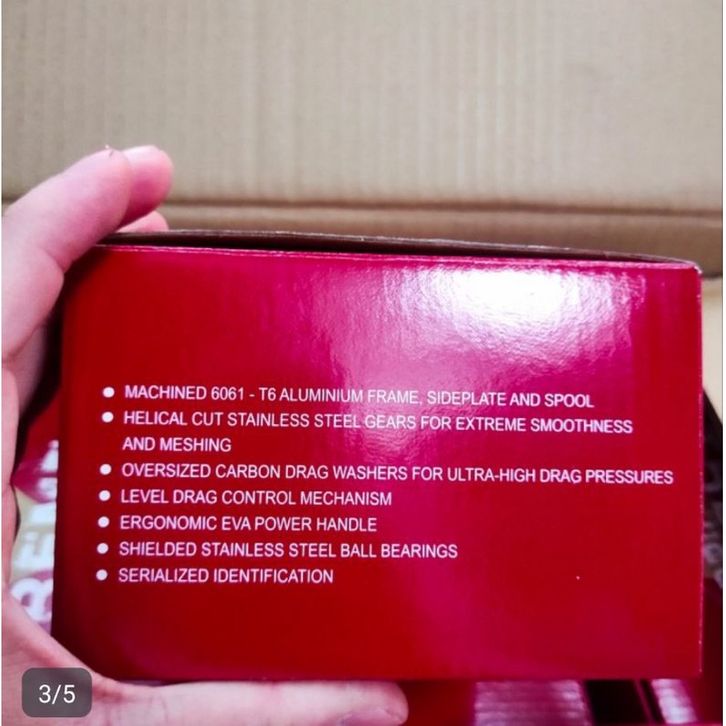 ● MACHINED 6061 - T6 ALUMINIUM FRAME, SIDEPLATE AND SPOOL
● HELICAL CUT STAINLESS STEEL GEARS FOR EXTREME SMOOTHNESS
AND MESHING
● OVERSIZED CARBON DRAG WASHERS FOR ULTRA-HIGH DRAG PRESSURES
● LEVEL DRAG CONTROL MECHANISM
● ERGONOMIC EVA POWER HANDLE
● SHIELDED STAINLESS STEEL BALL BEARINGS
● SERIALIZED IDENTIFICATION
3/5